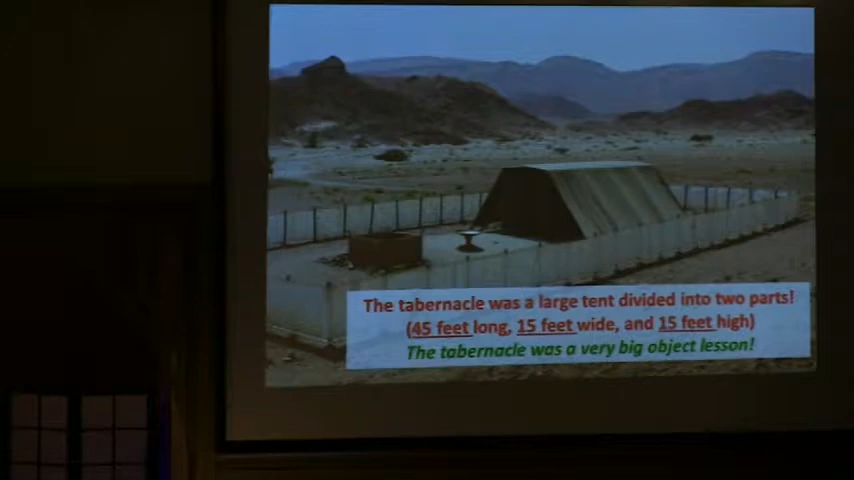 The tabernacle was a large tent divided into two parts!
(45 feet long, 15 feet wide, and 15 feet high)
The tabernacle was a very big object lesson!